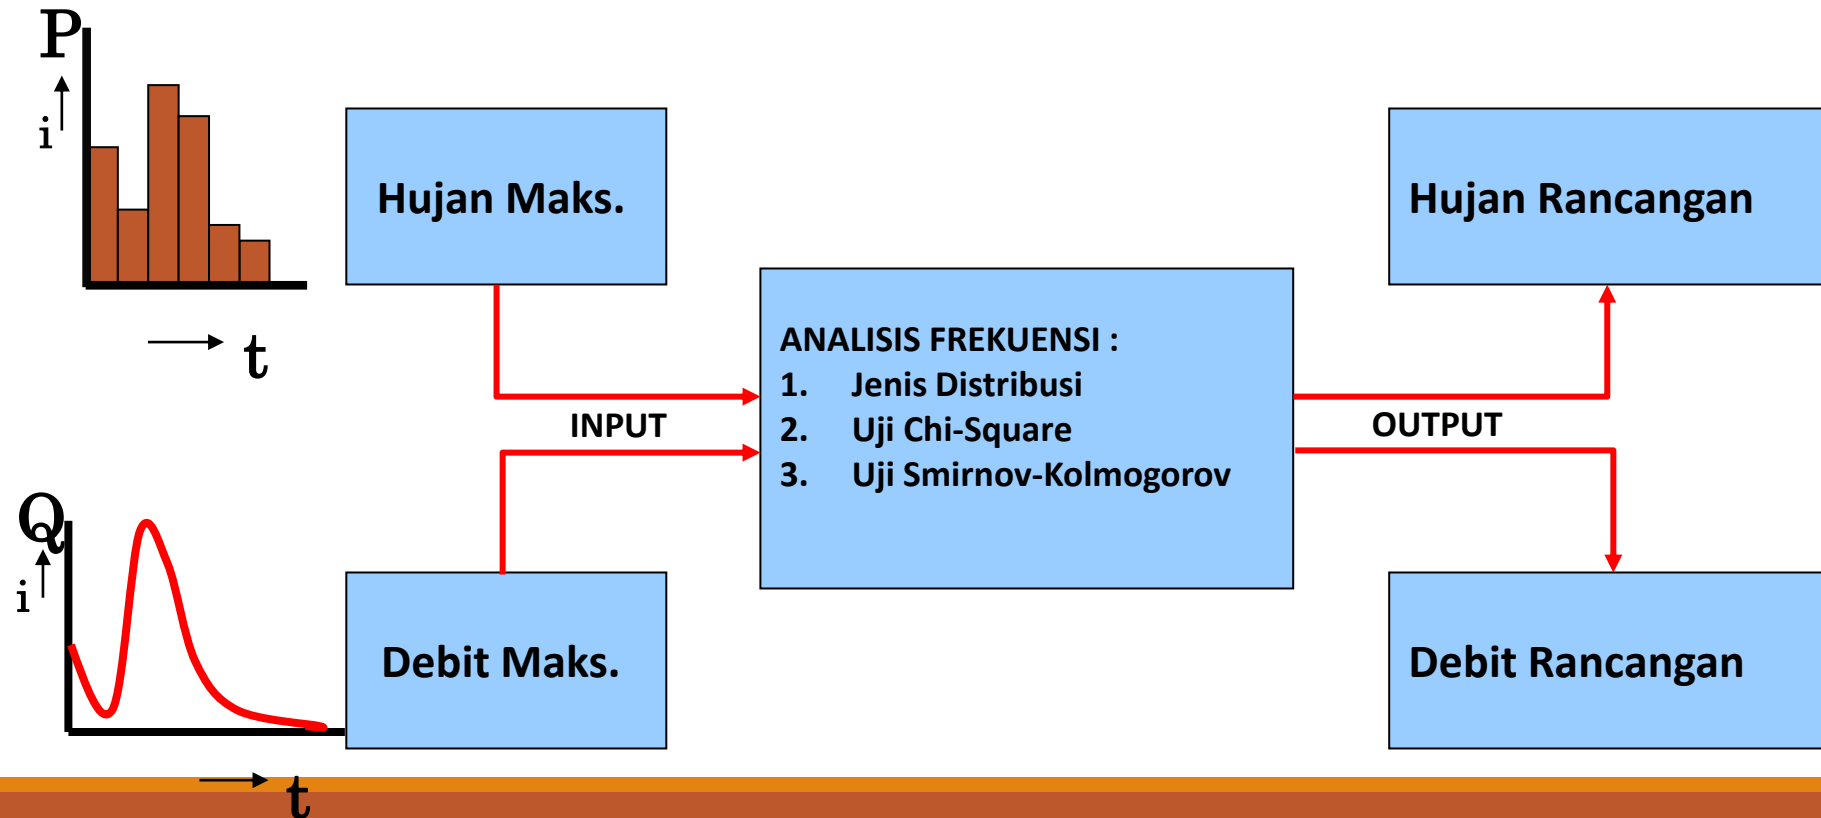 P
i
t
Hujan Maks.
Hujan Rancangan
ANALISIS FREKUENSI :
1. Jenis Distribusi
2. Uji Chi-Square
3. Uji Smirnov-Kolmogorov
INPUT
OUTPUT
Q
i
t
Debit Maks.
Debit Rancangan